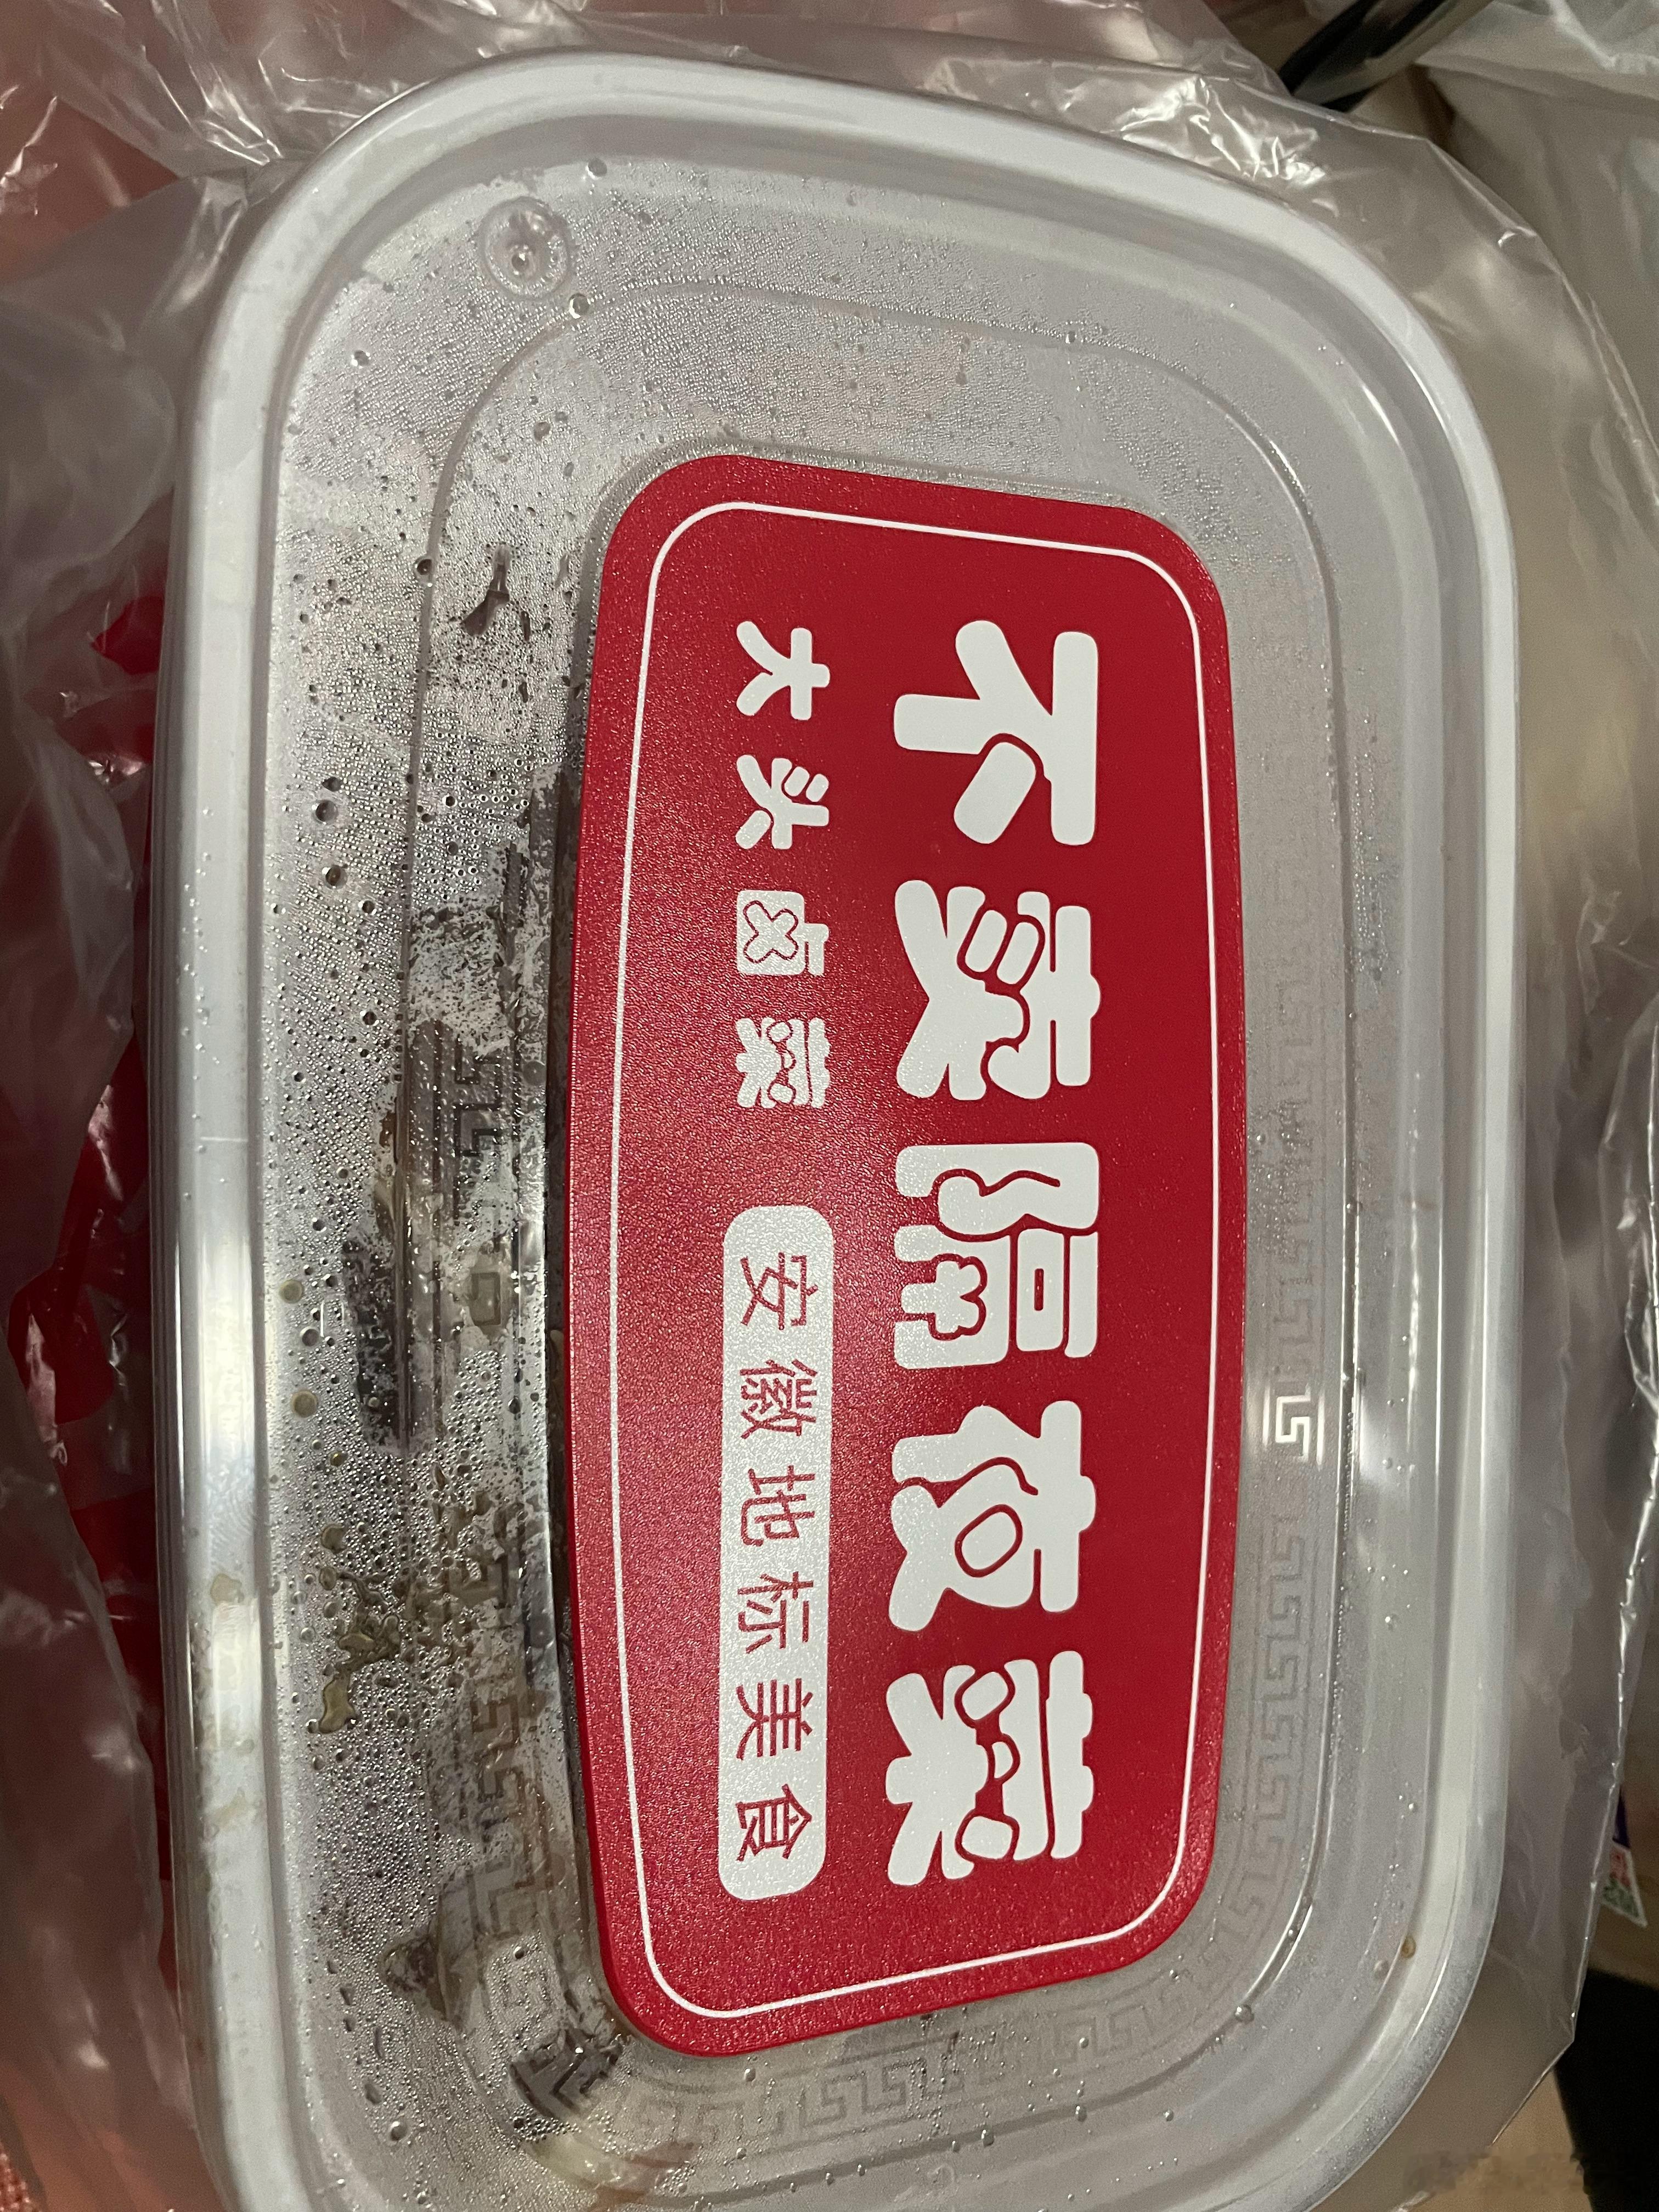 不卖隔夜菜
大头卤菜 安徽地标美食